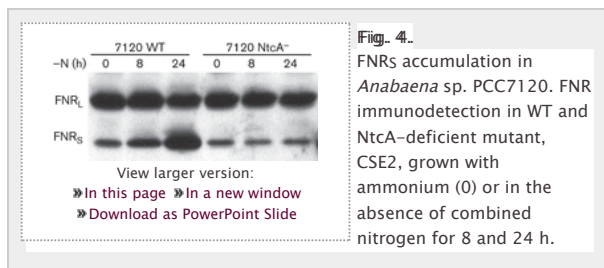 7120 WT 7120 NtcA–
–N (h) 0 8 24 0 8 24
FNRL
FNRS
View larger version:
»In this page »In a new window
»Download as PowerPoint Slide
Fig. 4.
FNRs accumulation in
Anabaena sp. PCC7120. FNR
immunodetection in WT and
NtcA-deficient mutant,
CSE2, grown with
ammonium (0) or in the
absence of combined
nitrogen for 8 and 24 h.